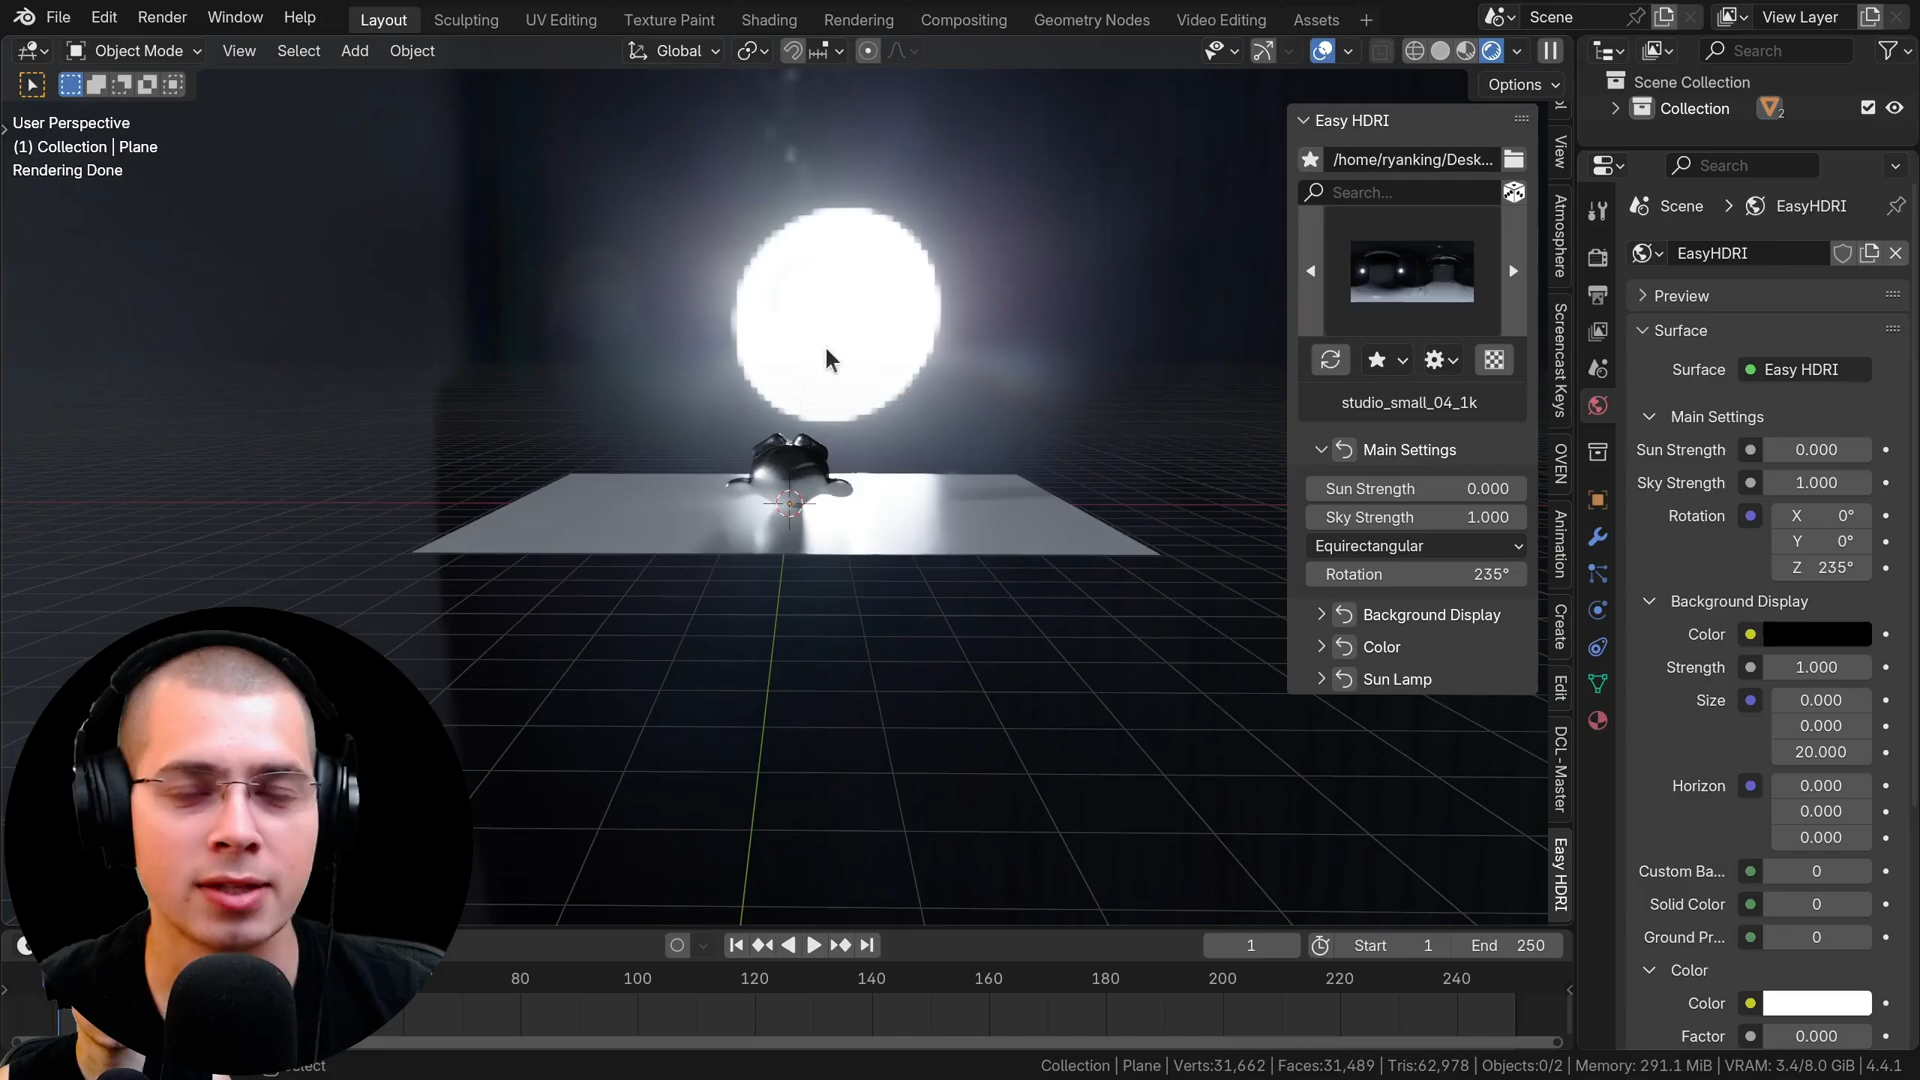 File Edit Render Window Help Layout Sculpting UV Editing Texture Paint Shading Animation Rendering Compositing Geometry Nodes Video Editing Assets + Scene View Layer
Object Mode View Select Add Object Global Search
Options
User Perspective
(1) Collection | Plane
Rendering Done
Easy HDRI
/home/ryanking/Desk...
Search...
studio_small_04_1k
Main Settings
Sun Strength 0.000
Sky Strength 1.000
Equirectangular
Rotation 235°
Background Display
Color
Sun Lamp
View
Atmosphere
Screencast Keys
OVEN
Animation
Create
Edit
DCL-Master
Easy HDRI
Scene Collection
Collection 2
Search
Scene > EasyHDRI
EasyHDRI
Preview
Surface
Surface Easy HDRI
Main Settings
Sun Strength 0.000
Sky Strength 1.000
Rotation X 0°
Y 0°
Z 235°
Background Display
Color
Strength 1.000
Size 0.000
0.000
20.000
Horizon 0.000
0.000
0.000
Custom Ba... 0
Solid Color 0
Ground Pr... 0
Color
Color
Factor 0.000
1 Start 1 End 250
80 100 120 140 160 180 200 220 240
Collection | Plane | Verts:31,662 | Faces:31,489 | Tris:62,978 | Objects:0/2 | Memory: 291.1 MiB | VRAM: 3.4/8.0 GiB | 4.4.1